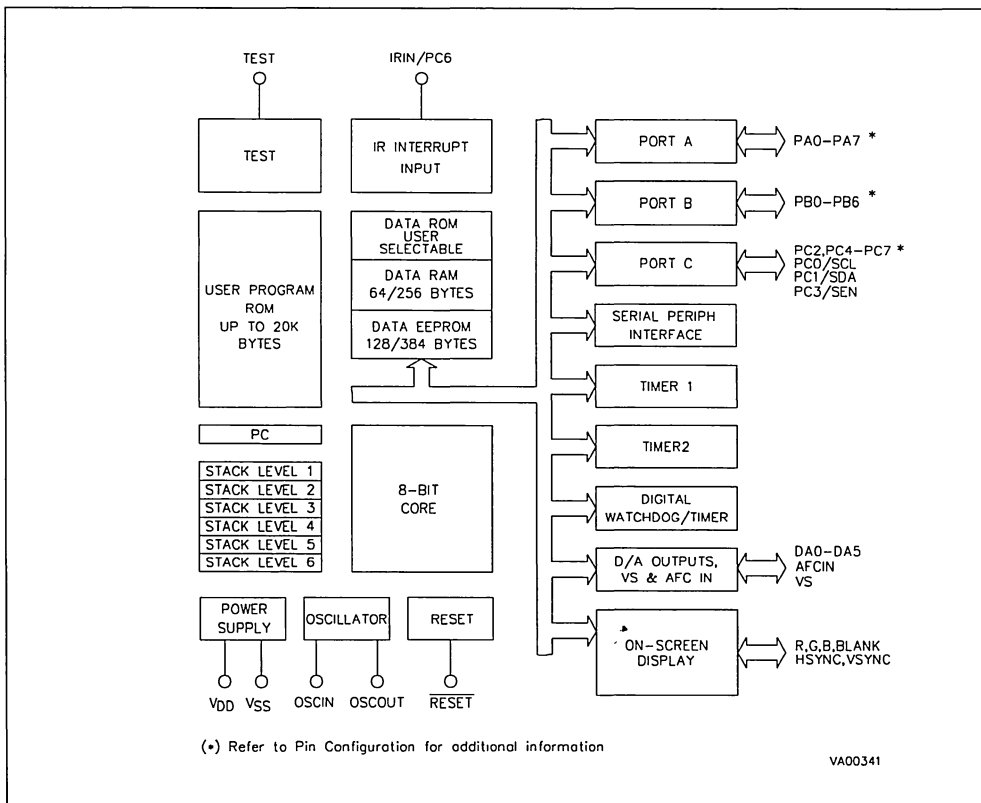 TEST
IRIN/PC6
TEST
IR INTERRUPT
INPUT
USER PROGRAM
ROM
UP TO 20K
BYTES
DATA ROM
USER
SELECTABLE
DATA RAM
64/256 BYTES
DATA EEPROM
128/384 BYTES
PC
STACK LEVEL 1
STACK LEVEL 2
STACK LEVEL 3
STACK LEVEL 4
STACK LEVEL 5
STACK LEVEL 6
8-BIT
CORE
POWER
SUPPLY
OSCILLATOR
RESET
VDD VSS OSCIN OSCOUT RESET
PORT A
PA0-PA7 *
PORT B
PB0-PB6 *
PORT C
PC2,PC4-PC7 *
PC0/SCL
PC1/SDA
PC3/SEN
SERIAL PERIPH
INTERFACE
TIMER 1
TIMER2
DIGITAL
WATCHDOG/TIMER
D/A OUTPUTS,
VS & AFC IN
DA0-DA5
AFCIN
VS
ON-SCREEN
DISPLAY
R,G,B,BLANK
HSYNC,VSYNC
(*) Refer to Pin Configuration for additional information
VA00341